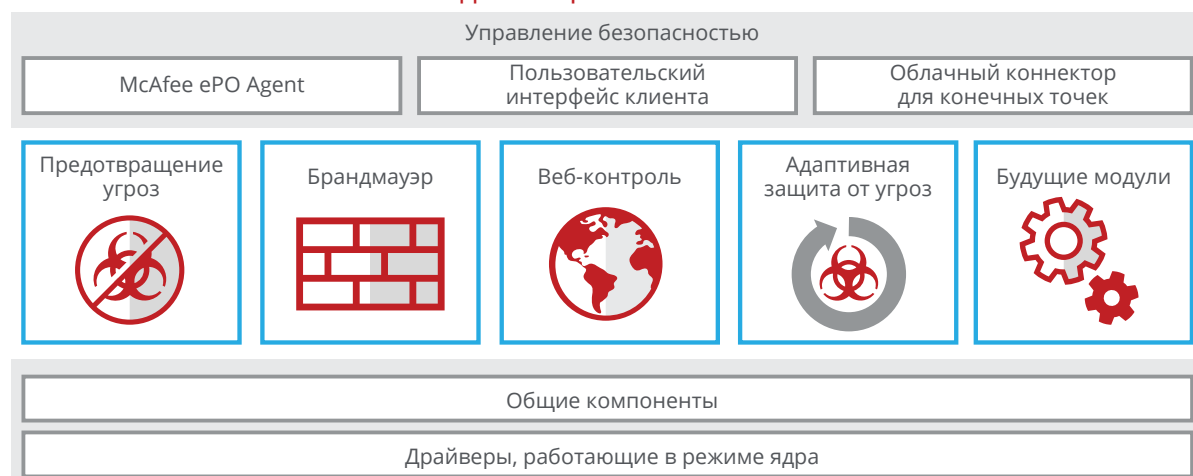 Управление безопасностью
McAfee ePO Agent
Пользовательский
интерфейс клиента
Облачный коннектор
для конечных точек
Предотвращение
угроз
Брандмауэр
Веб-контроль
Адаптивная
защита от угроз
Будущие модули
Общие компоненты
Драйверы, работающие в режиме ядра